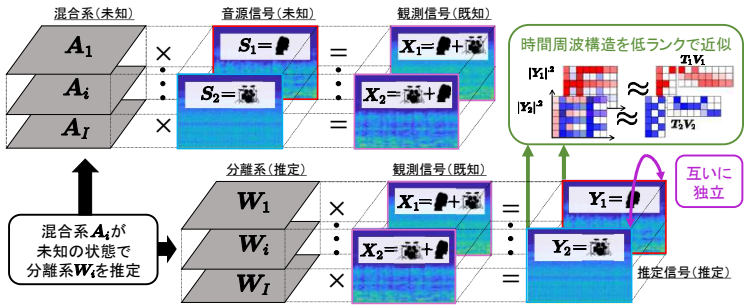 混合系(未知)
音源信号(未知)
観測信号(既知)
A₁
Aᵢ
A_I
×
⋮
×
S₁=
S₂=
=
⋮
=
X₁= +
X₂= +
時間周波構造を低ランクで近似
|Y₁|.²
≈
T₁V₁
|Y₂|.²
≈
T₂V₂
分離系(推定)
観測信号(既知)
W₁
Wᵢ
W_I
×
⋮
×
X₁= +
X₂= +
=
⋮
=
Y₁=
Y₂=
互いに
独立
推定信号(推定)
混合系Aᵢが
未知の状態で
分離系Wᵢを推定